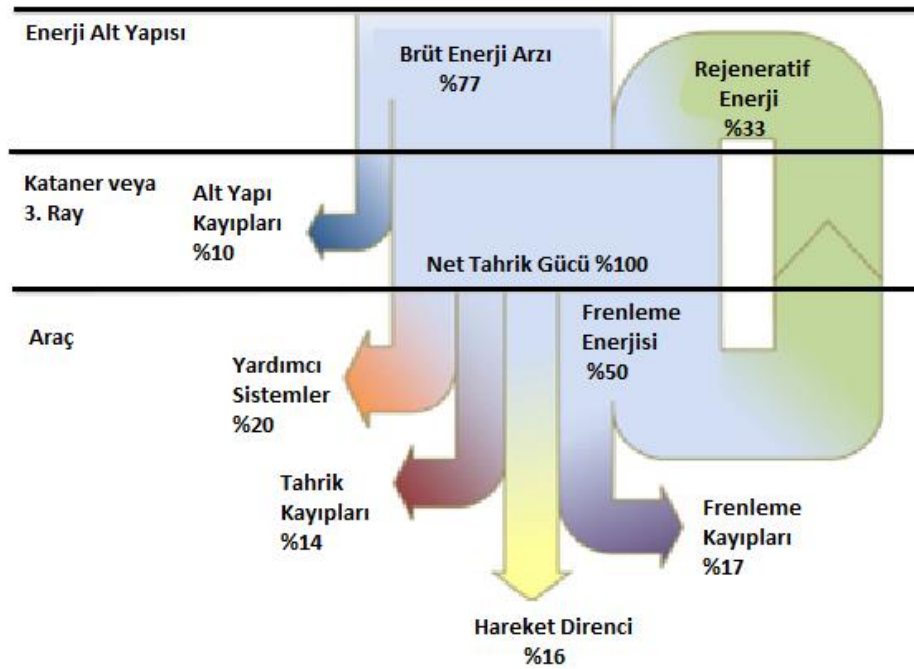 Enerji Alt Yapısı
Brüt Enerji Arzı
%77
Rejeneratif
Enerji
%33
Kataner veya
3. Ray
Alt Yapı
Kayıpları
%10
Net Tahrik Gücü %100
Araç
Frenleme
Enerjisi
%50
Yardımcı
Sistemler
%20
Tahrik
Kayıpları
%14
Frenleme
Kayıpları
%17
Hareket Direnci
%16